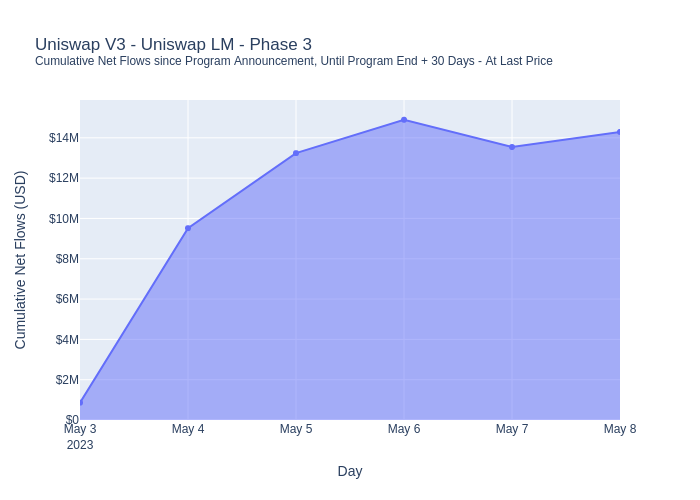 Uniswap V3 - Uniswap LM - Phase 3
Cumulative Net Flows since Program Announcement, Until Program End + 30 Days - At Last Price
Cumulative Net Flows (USD)
$14M
$12M
$10M
$8M
$6M
$4M
$2M
$0
May 3 May 4 May 5 May 6 May 7 May 8
2023
Day